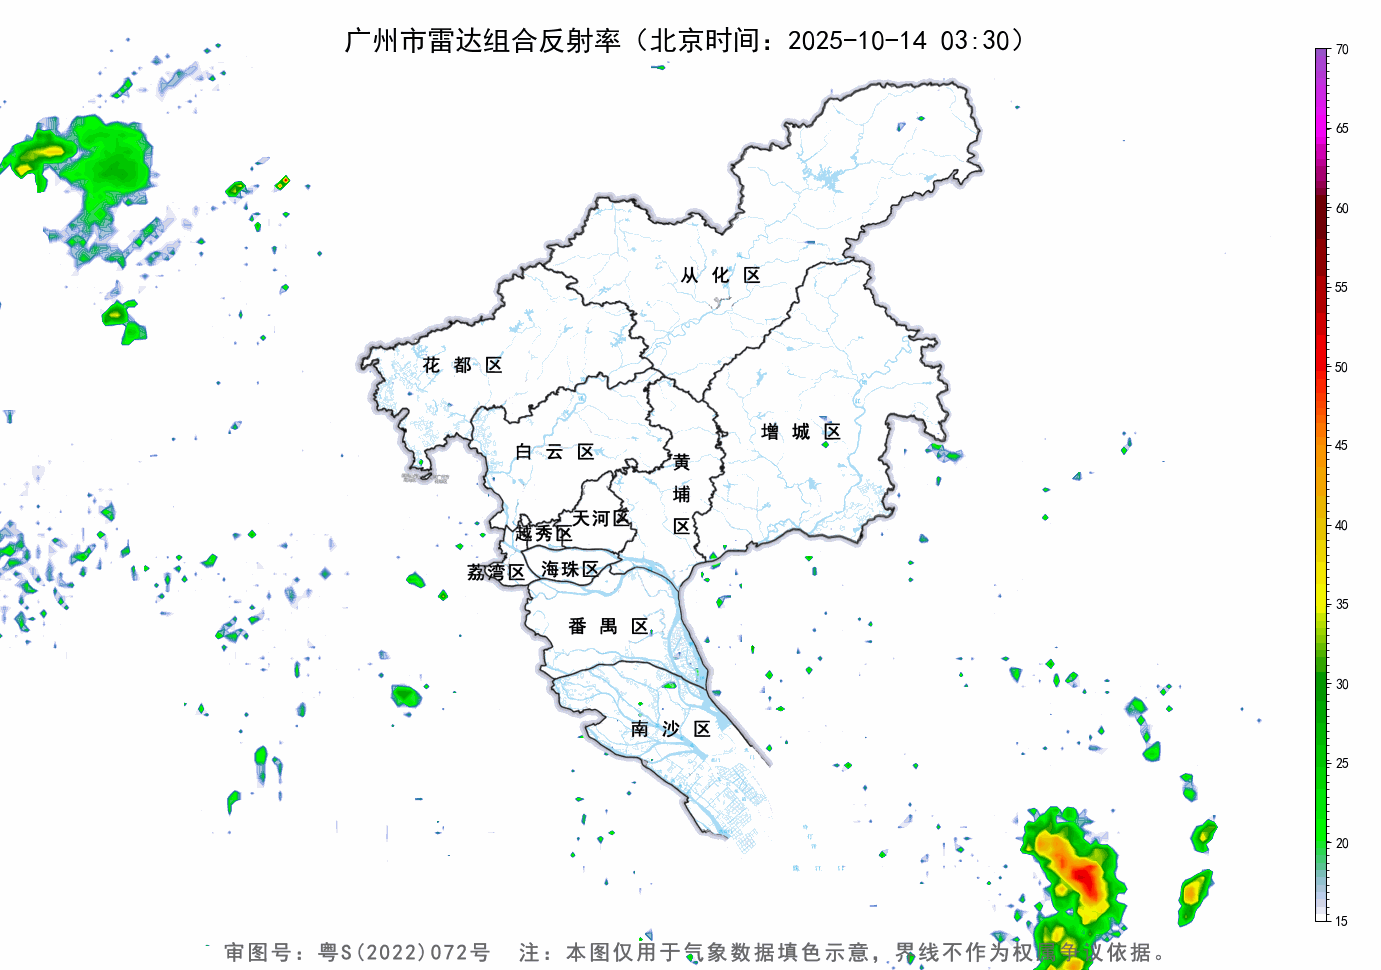 广州市雷达组合反射率（北京时间：2025-10-14 03:30）
70
65
60
55
50
45
40
35
30
25
20
15
从化区
花都区
增城区
白云区
黄埔区
天河区
越秀区
荔湾区
海珠区
番禺区
南沙区
审图号：粤S(2022)072号 注：本图仅用于气象数据填色示意，界线不作为权属争议依据。